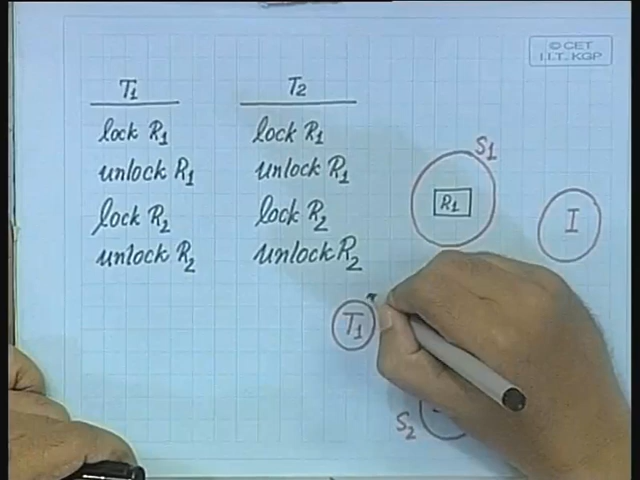 © CET
I.I.T. KGP
T1 T2
lock R1 lock R1
unlock R1 unlock R1
lock R2 lock R2
unlock R2 unlock R2
S1
R1
I
T1
S2